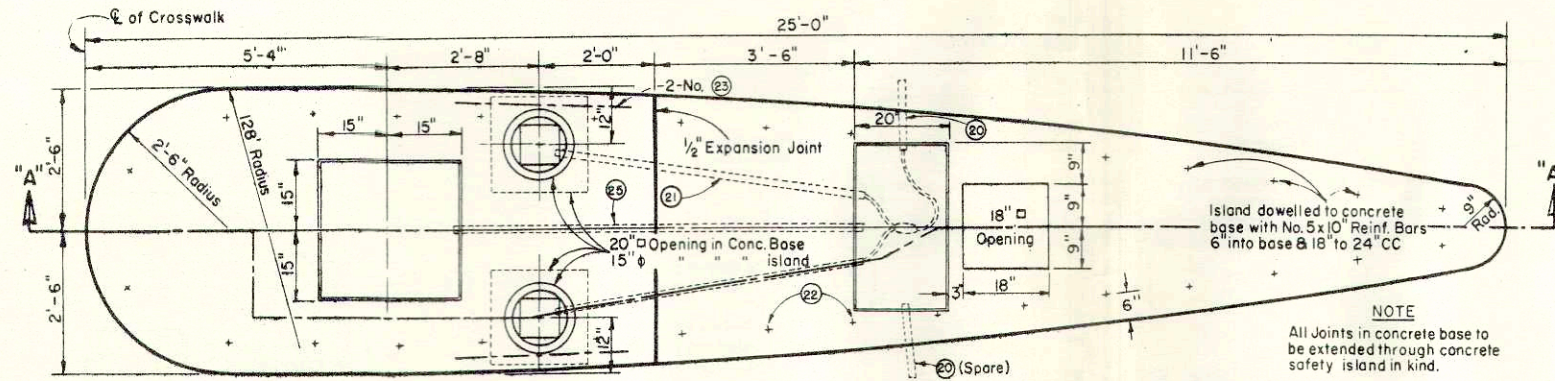 ℄ of Crosswalk
25'-0"
5'-4"
2'-8"
2'-0"
3'-6"
11'-6"
2-No. 23
12"
15"
15"
20"
20
1/2" Expansion Joint
2'-6"
128' Radius
2'-6" Radius
15"
25
21
9"
9"
9"
"A"
"A"
18" □
Opening
Island dowelled to concrete
base with No. 5 x 10" Reinf. Bars
6" into base & 18" to 24" CC
9"
Rad.
20" □ Opening in Conc. Base
15" ϕ " " " island
15"
2'-6"
12"
22
3"
18"
6"
20 (Spare)
NOTE
All Joints in concrete base to
be extended through concrete
safety island in kind.